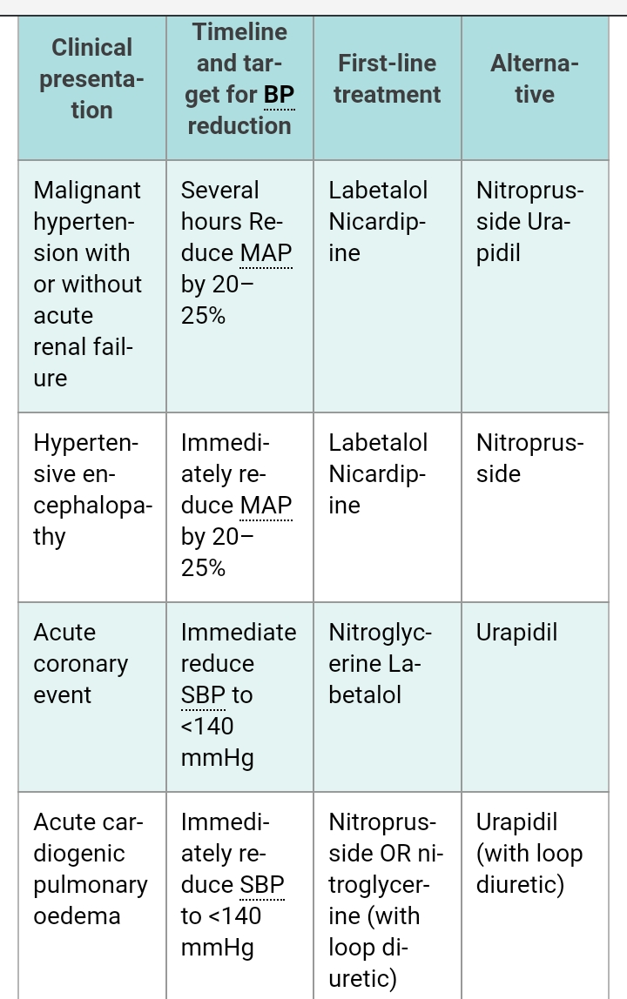 Clinical
presenta-
tion
Timeline
and tar-
get for BP
reduction
First-line
treatment
Alterna-
tive
Malignant
hyperten-
sion with
or without
acute
renal fail-
ure
Several
hours Re-
duce MAP
by 20–
25%
Labetalol
Nicardip-
ine
Nitroprus-
side Ura-
pidil
Hyperten-
sive en-
cephalopa-
thy
Immedi-
ately re-
duce MAP
by 20–
25%
Labetalol
Nicardip-
ine
Nitroprus-
side
Acute
coronary
event
Immediate
reduce
SBP to
<140
mmHg
Nitroglyc-
erine La-
betalol
Urapidil
Acute car-
diogenic
pulmonary
oedema
Immedi-
ately re-
duce SBP
to <140
mmHg
Nitroprus-
side OR ni-
troglycer-
ine (with
loop di-
uretic)
Urapidil
(with loop
diuretic)